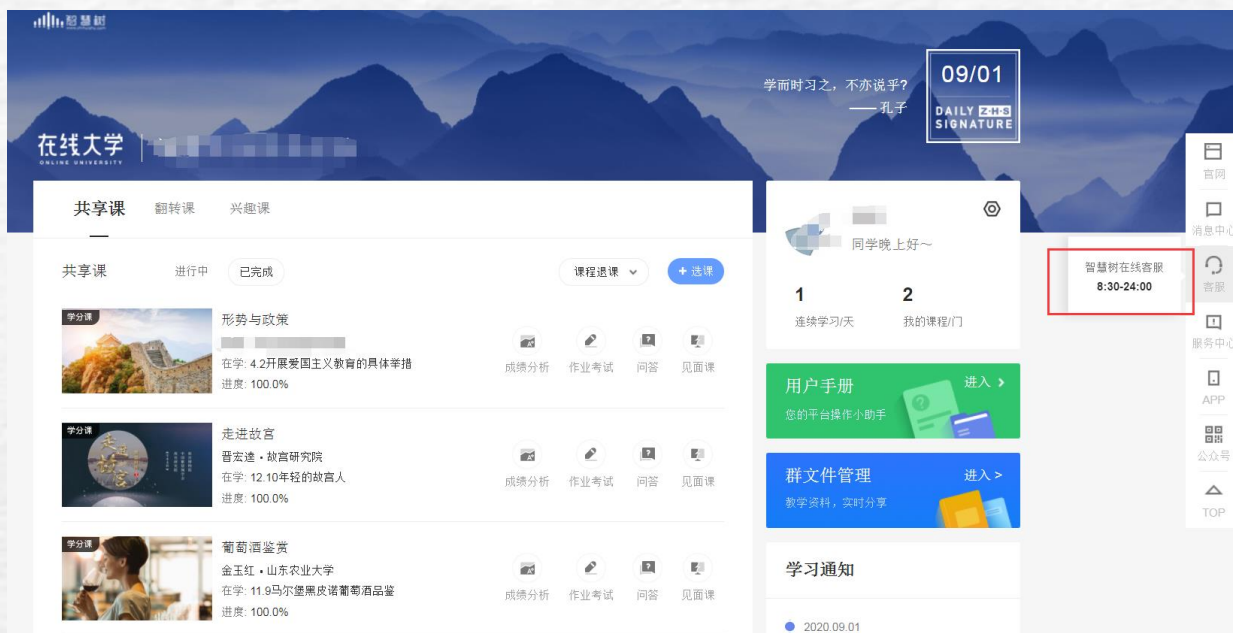 智慧树
学而时习之，不亦说乎?
—— 孔子
09/01
DAILY Z-H-S
SIGNATURE
在线大学
ONLINE UNIVERSITY
共享课
翻转课
兴趣课
共享课
进行中
已完成
课程退课
+ 选课
学分课
形势与政策
在学: 4.2开展爱国主义教育的具体举措
进度: 100.0%
成绩分析
作业考试
问答
见面课
学分课
走进故宫
走进故宫
晋宏逵・故宫研究院
在学: 12.10年轻的故宫人
进度: 100.0%
成绩分析
作业考试
问答
见面课
学分课
葡萄酒鉴赏
金玉红・山东农业大学
在学: 11.9马尔堡黑皮诺葡萄酒品鉴
进度: 100.0%
成绩分析
作业考试
问答
见面课
同学晚上好～
1
2
连续学习/天
我的课程/门
用户手册
进入 >
您的平台操作小助手
群文件管理
进入 >
教学资料，实时分享
学习通知
2020.09.01
智慧树在线客服
8:30-24:00
官网
消息中心
客服
服务中心
APP
公众号
TOP